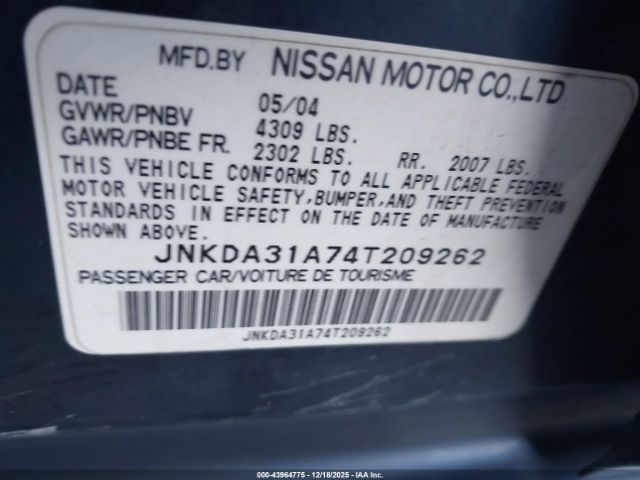 MFD.BY NISSAN MOTOR CO.,LTD
DATE 05/04
GVWR/PNBV 4309 LBS.
GAWR/PNBE FR. 2302 LBS. RR. 2007 LBS.
THIS VEHICLE CONFORMS TO ALL APPLICABLE FEDERAL
MOTOR VEHICLE SAFETY,BUMPER,AND THEFT PREVENTION
STANDARDS IN EFFECT ON THE DATE OF MANUFACTURE
SHOWN ABOVE. JNKDA31A74T209262
PASSENGER CAR/VOITURE DE TOURISME
JNKDA31A74T209262
000-43964775 - 12/18/2025 - IAA Inc.